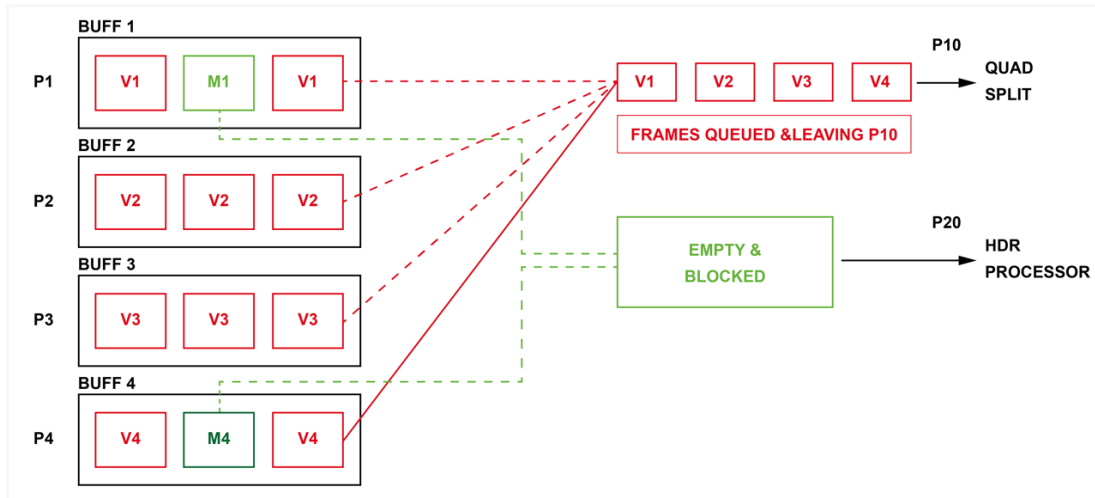 BUFF 1
P1
V1
M1
V1
BUFF 2
P2
V2
V2
V2
BUFF 3
P3
V3
V3
V3
BUFF 4
P4
V4
M4
V4
V1
V2
V3
V4
P10
QUAD
SPLIT
FRAMES QUEUED &LEAVING P10
EMPTY &
BLOCKED
P20
HDR
PROCESSOR